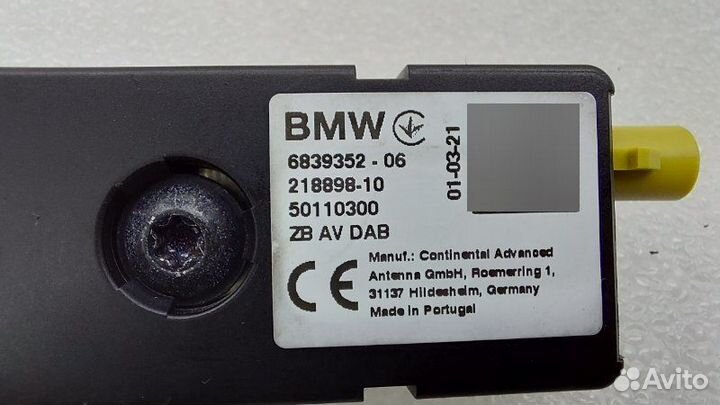 BMW
6839352 - 06
218898-10
50110300
ZB AV DAB
01-03-21
Manuf.: Continental Advanced
Antenna GmbH, Roemerring 1,
31137 Hildesheim, Germany
Made in Portugal
CE
Avito